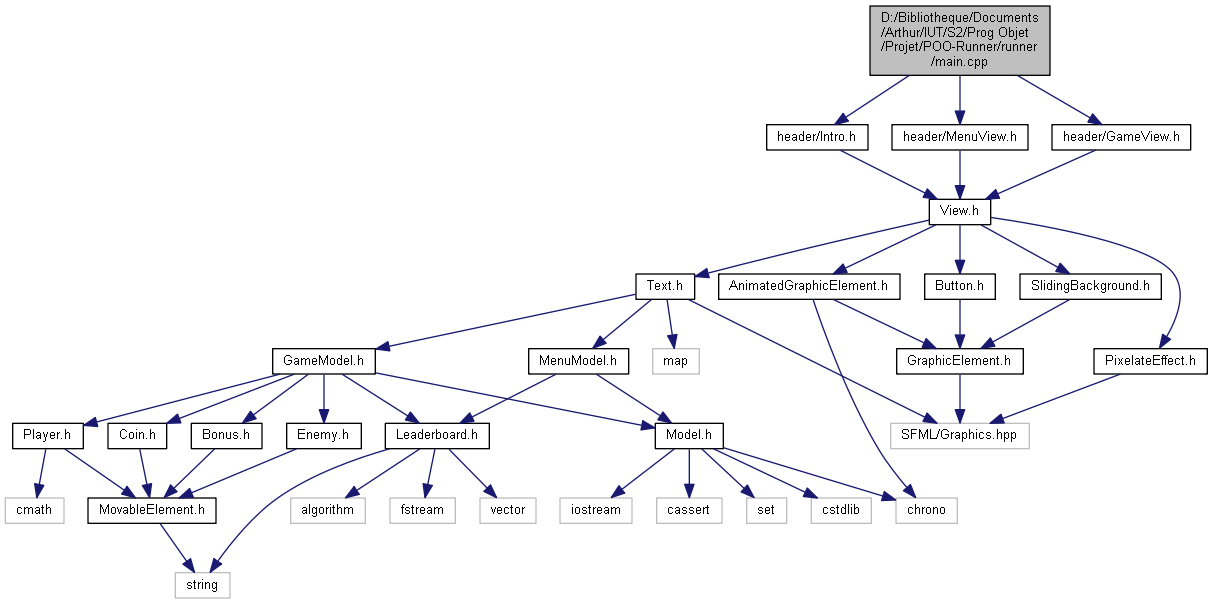 D:/Bibliotheque/Documents
/Arthur/IUT/S2/Prog Objet
/Projet/POO-Runner/runner
/main.cpp
header/Intro.h
header/MenuView.h
header/GameView.h
View.h
Text.h
AnimatedGraphicElement.h
Button.h
SlidingBackground.h
GameModel.h
MenuModel.h
map
GraphicElement.h
PixelateEffect.h
Player.h
Coin.h
Bonus.h
Enemy.h
Leaderboard.h
Model.h
SFML/Graphics.hpp
cmath
MovableElement.h
algorithm
fstream
vector
iostream
cassert
set
cstdlib
chrono
string